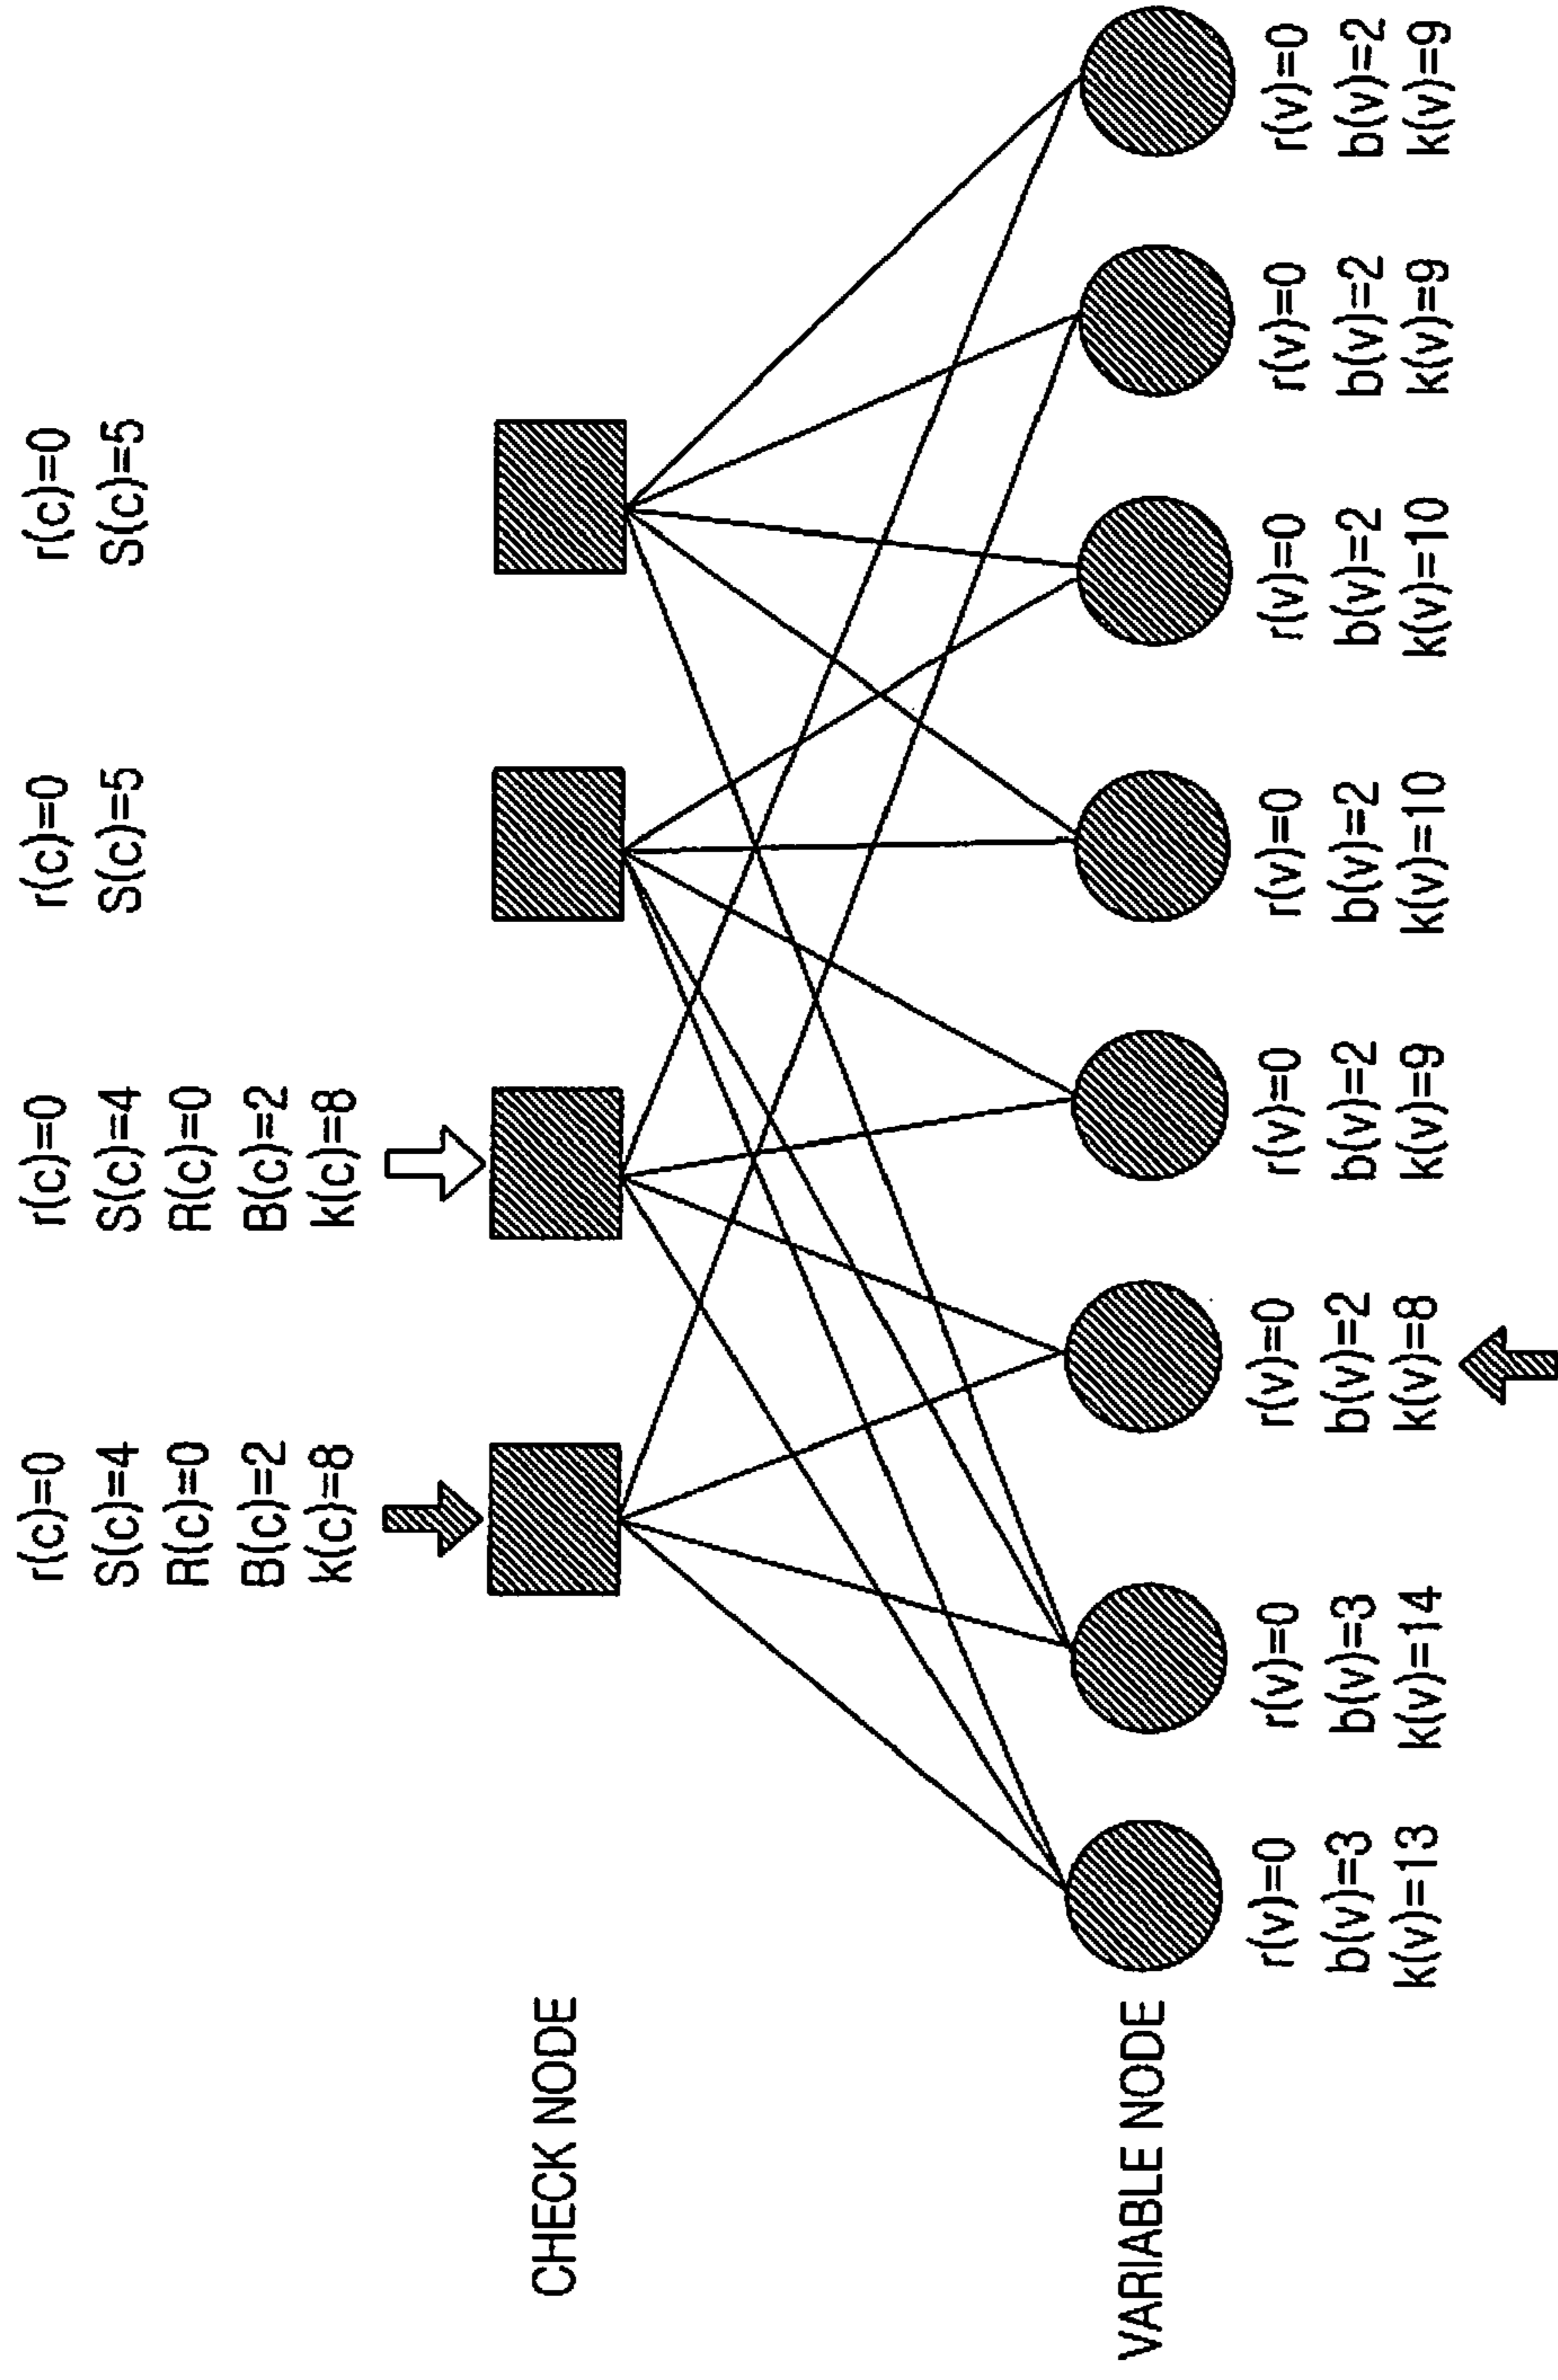 r(c)=0
S(c)=4
R(c)=0
B(c)=2
k(c)=8
r(c)=0
S(c)=4
R(c)=0
B(c)=2
k(c)=8
r(c)=0
S(c)=5
r(c)=0
S(c)=5
CHECK NODE
VARIABLE NODE
r(v)=0
b(v)=3
k(v)=13
r(v)=0
b(v)=3
k(v)=14
r(v)=0
b(v)=2
k(v)=8
r(v)=0
b(v)=2
k(v)=9
r(v)=0
b(v)=2
k(v)=10
r(v)=0
b(v)=2
k(v)=10
r(v)=0
b(v)=2
k(v)=9
r(v)=0
b(v)=2
k(v)=9